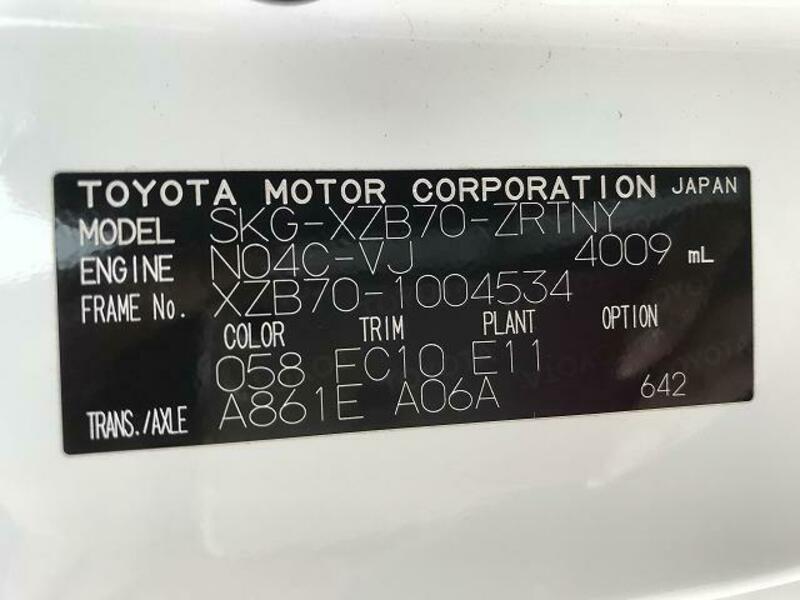 TOYOTA MOTOR CORPORATION JAPAN
MODEL SKG-XZB70-ZRTNY
ENGINE N04C-VJ 4009 mL
FRAME No. XZB70-1004534
COLOR TRIM PLANT OPTION
058 FC10 E11
TRANS./AXLE A861E A06A 642